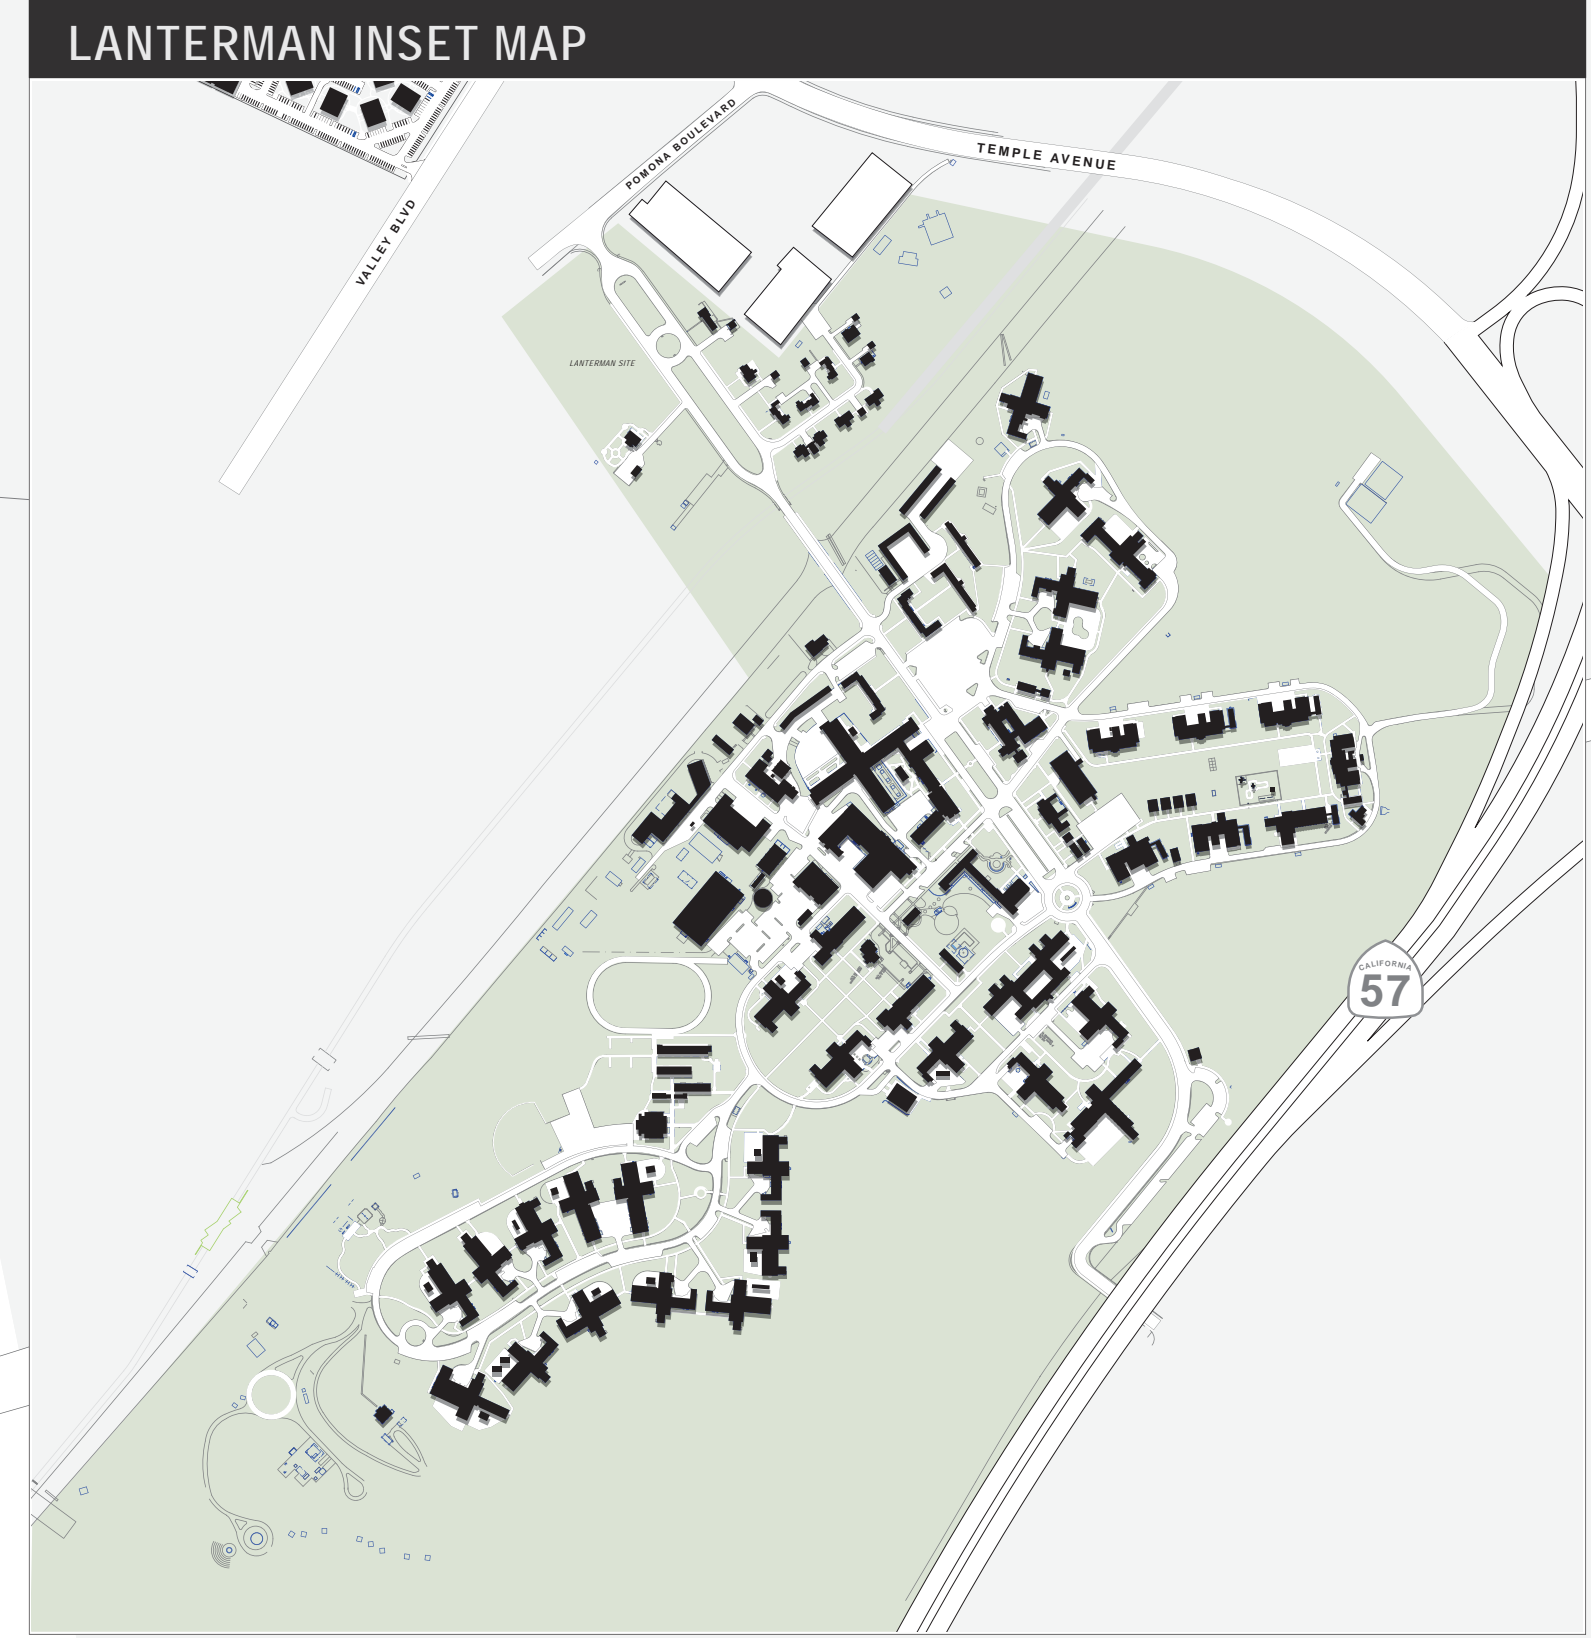 LANTERMAN INSET MAP
POMONA BOULEVARD
TEMPLE AVENUE
VALLEY BLVD
LANTERMAN SITE
CALIFORNIA
57